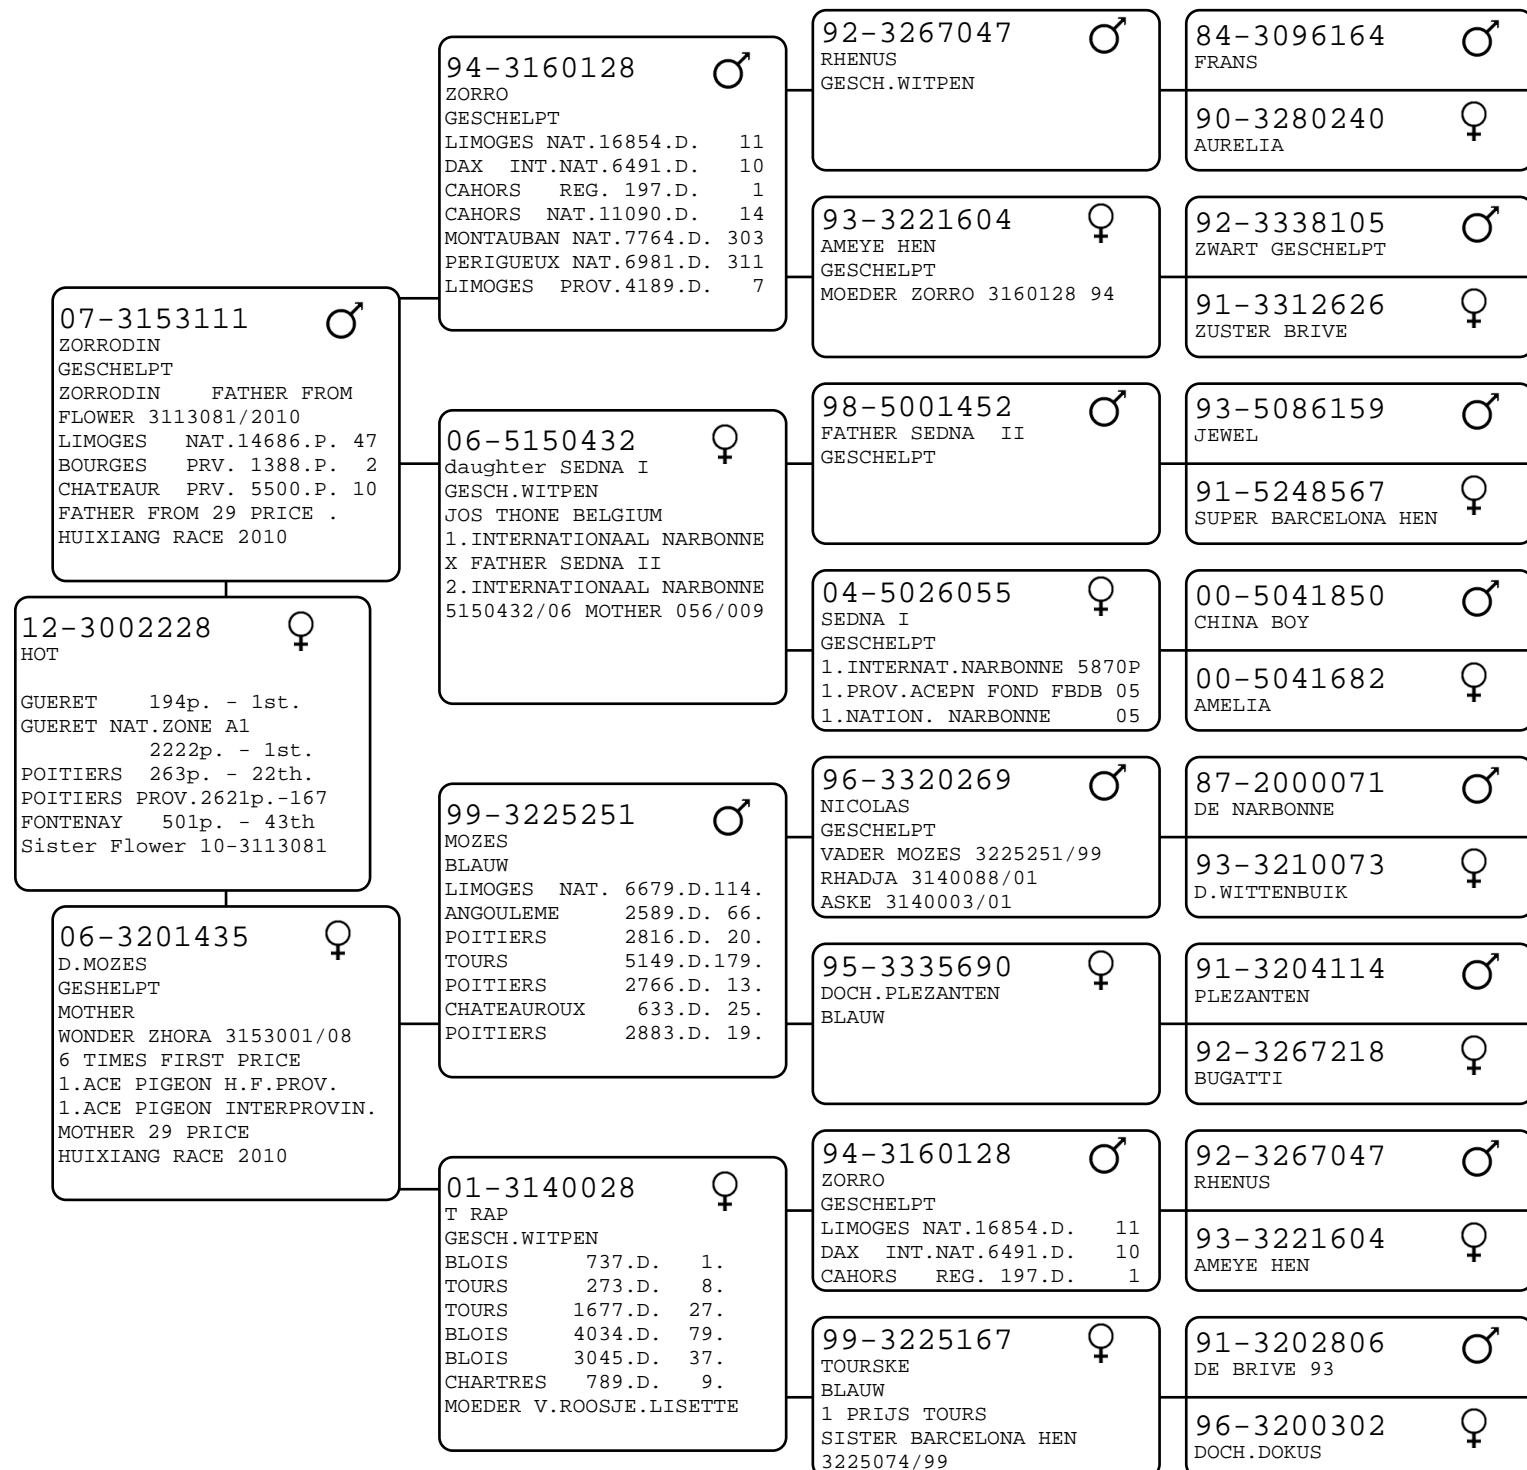 12-3002228
HOT
GUERET 194p. - 1st.
GUERET NAT.ZONE A1
2222p. - 1st.
POITIERS 263p. - 22th.
POITIERS PROV.2621p.-167
FONTENAY 501p. - 43th
Sister Flower 10-3113081
07-3153111
ZORRODIN
GESCHELPT
ZORRODIN FATHER FROM
FLOWER 3113081/2010
LIMOGES NAT.14686.P. 47
BOURGES PRV. 1388.P. 2
CHATEAUR PRV. 5500.P. 10
FATHER FROM 29 PRICE .
HUIXIANG RACE 2010
06-3201435
D.MOZES
GESHELPT
MOTHER
WONDER ZHORA 3153001/08
6 TIMES FIRST PRICE
1.ACE PIGEON H.F.PROV.
1.ACE PIGEON INTERPROVIN.
MOTHER 29 PRICE
HUIXIANG RACE 2010
94-3160128
ZORRO
GESCHELPT
LIMOGES NAT.16854.D. 11
DAX INT.NAT.6491.D. 10
CAHORS REG. 197.D. 1
CAHORS NAT.11090.D. 14
MONTAUBAN NAT.7764.D. 303
PERIGUEUX NAT.6981.D. 311
LIMOGES PROV.4189.D. 7
06-5150432
daughter SEDNA I
GESCH.WITPEN
JOS THONE BELGIUM
1.INTERNATIONAAL NARBONNE
X FATHER SEDNA II
2.INTERNATIONAAL NARBONNE
5150432/06 MOTHER 056/009
99-3225251
MOZES
BLAUW
LIMOGES NAT. 6679.D.114.
ANGOULEME 2589.D. 66.
POITIERS 2816.D. 20.
TOURS 5149.D.179.
POITIERS 2766.D. 13.
CHATEAUROUX 633.D. 25.
POITIERS 2883.D. 19.
01-3140028
T RAP
GESCH.WITPEN
BLOIS 737.D. 1.
TOURS 273.D. 8.
TOURS 1677.D. 27.
BLOIS 4034.D. 79.
BLOIS 3045.D. 37.
CHARTRES 789.D. 9.
MOEDER V.ROOSJE.LISETTE
92-3267047
RHENUS
GESCH.WITPEN
93-3221604
AMEYE HEN
GESCHELPT
MOEDER ZORRO 3160128 94
98-5001452
FATHER SEDNA II
GESCHELPT
04-5026055
SEDNA I
GESCHELPT
1.INTERNAT.NARBONNE 5870P
1.PROV.ACEPN FOND FBDB 05
1.NATION. NARBONNE 05
96-3320269
NICOLAS
GESCHELPT
VADER MOZES 3225251/99
RHADJA 3140088/01
ASKE 3140003/01
95-3335690
DOCH.PLEZANTEN
BLAUW
94-3160128
ZORRO
GESCHELPT
LIMOGES NAT.16854.D. 11
DAX INT.NAT.6491.D. 10
CAHORS REG. 197.D. 1
99-3225167
TOURSKE
BLAUW
1 PRIJS TOURS
SISTER BARCELONA HEN
3225074/99
84-3096164
FRANS
90-3280240
AURELIA
92-3338105
ZWART GESCHELPT
91-3312626
ZUSTER BRIVE
93-5086159
JEWEL
91-5248567
SUPER BARCELONA HEN
00-5041850
CHINA BOY
00-5041682
AMELIA
87-2000071
DE NARBONNE
93-3210073
D.WITTENBUIK
91-3204114
PLEZANTEN
92-3267218
BUGATTI
92-3267047
RHENUS
93-3221604
AMEYE HEN
91-3202806
DE BRIVE 93
96-3200302
DOCH.DOKUS